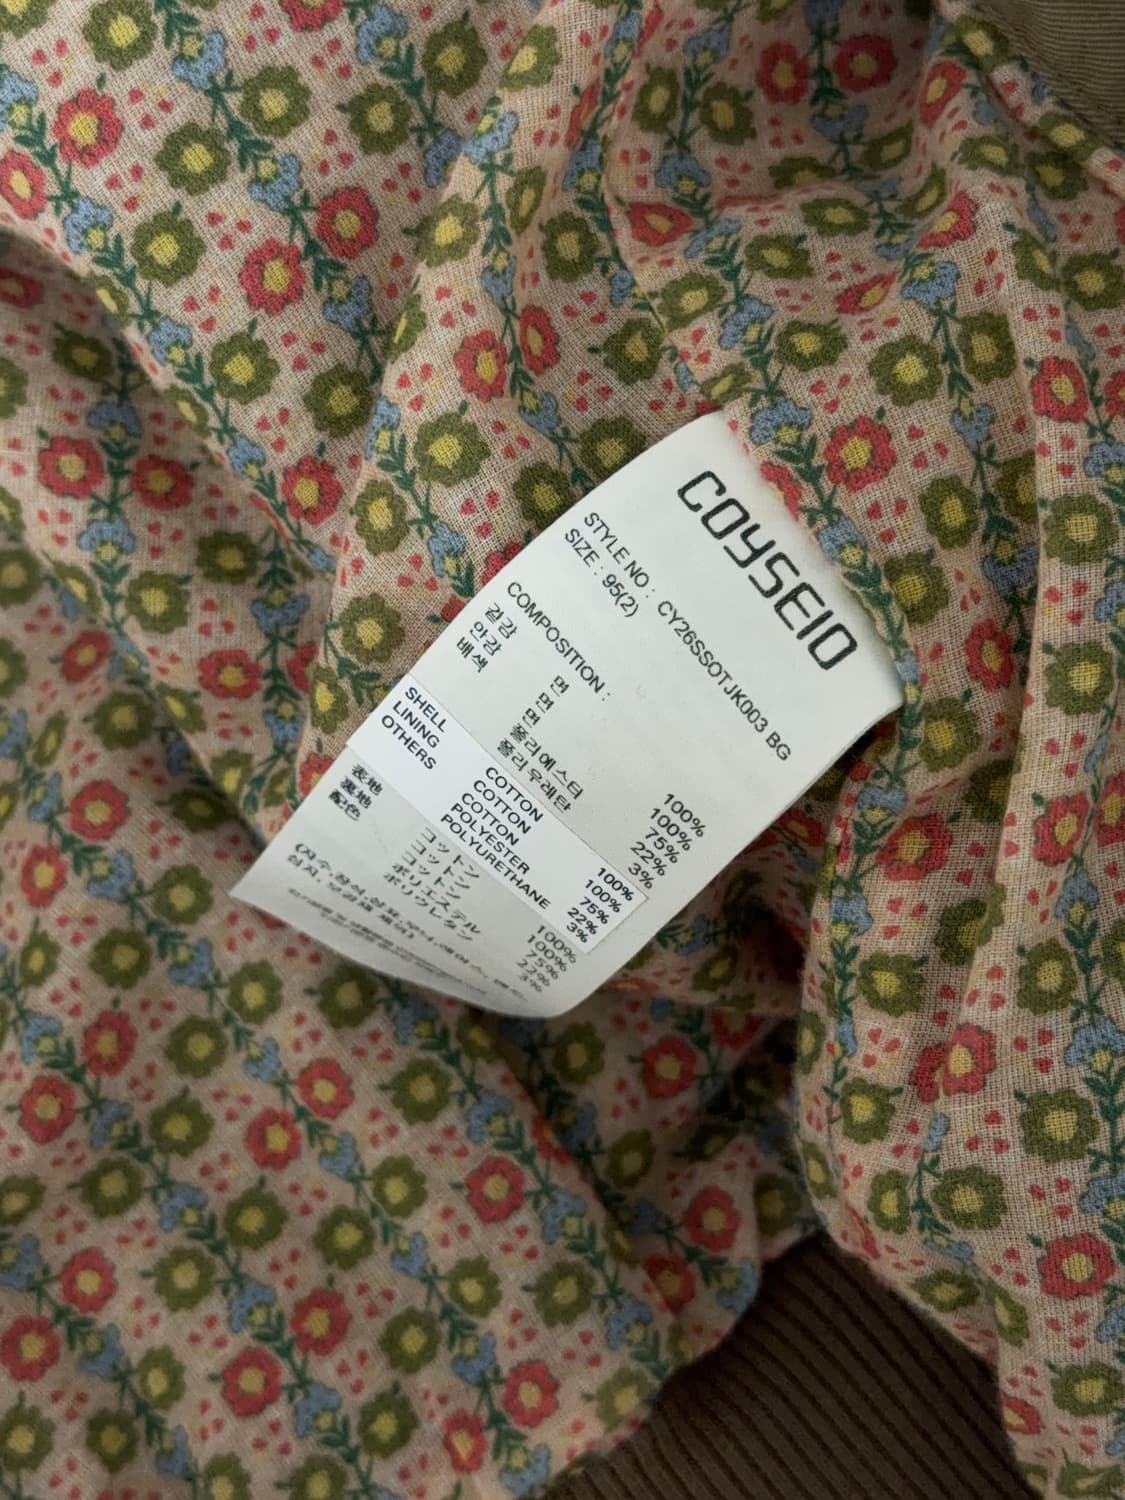 COYSEIO
STYLE NO : CY26SSOTJK003 BG
SIZE : 95(2)
COMPOSITION :
겉감 면 100%
안감 면 100%
배색 면 75%
폴리에스터 22%
폴리우레탄 3%
SHELL COTTON 100%
LINING COTTON 100%
OTHERS COTTON 75%
POLYESTER 22%
POLYURETHANE 3%
表地 コットン 100%
裏地 コットン 100%
配色 コットン 75%
ポリエステル 22%
ポリウレタン 3%